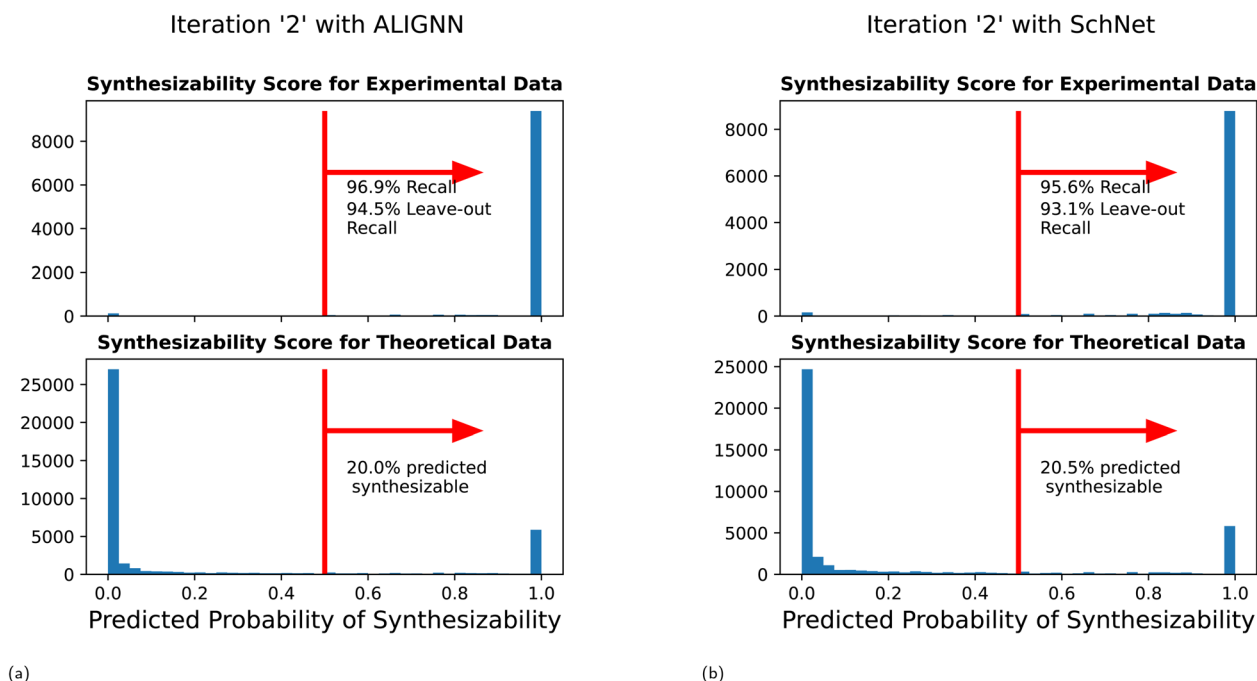 Iteration '2' with ALIGNN
Synthesizability Score for Experimental Data
8000
6000
4000
2000
0
96.9% Recall
94.5% Leave-out
Recall
Synthesizability Score for Theoretical Data
25000
20000
15000
10000
5000
0
20.0% predicted
synthesizable
0.0 0.2 0.4 0.6 0.8 1.0
Predicted Probability of Synthesizability
(a)
Iteration '2' with SchNet
Synthesizability Score for Experimental Data
8000
6000
4000
2000
0
95.6% Recall
93.1% Leave-out
Recall
Synthesizability Score for Theoretical Data
25000
20000
15000
10000
5000
0
20.5% predicted
synthesizable
0.0 0.2 0.4 0.6 0.8 1.0
Predicted Probability of Synthesizability
(b)